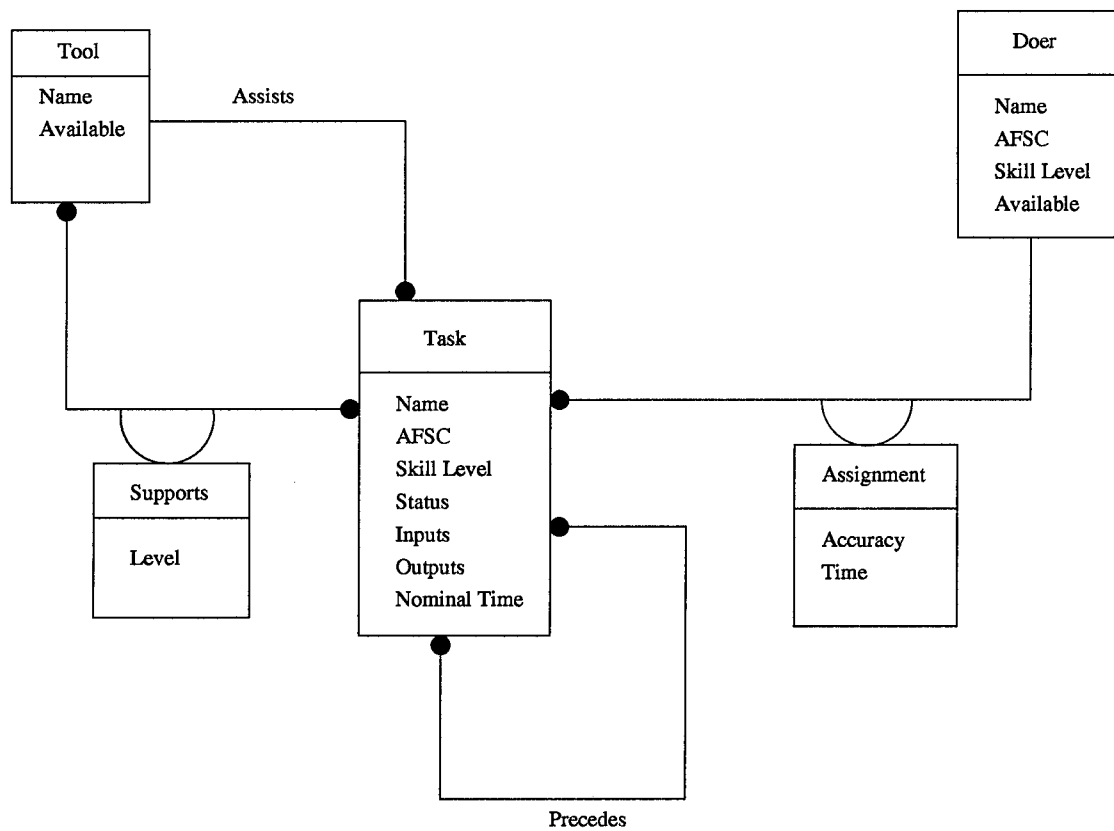 Tool
Name
Available
Assists
Doer
Name
AFSC
Skill Level
Available
Task
Name
AFSC
Skill Level
Status
Inputs
Outputs
Nominal Time
Supports
Level
Assignment
Accuracy
Time
Precedes